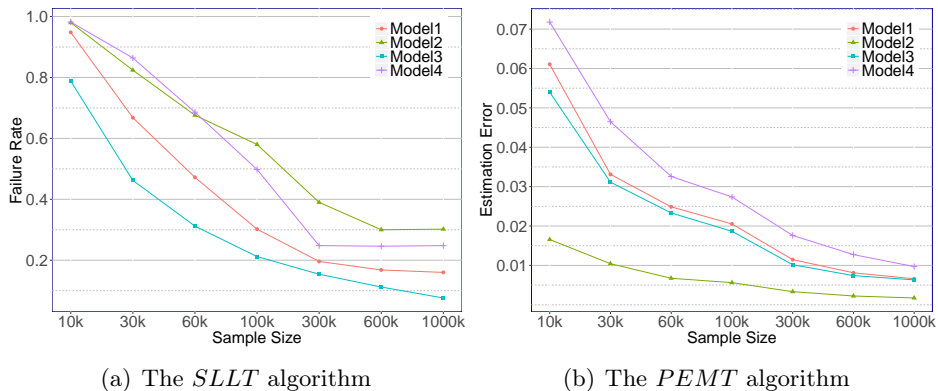 Failure Rate
1.0
0.8
0.6
0.4
0.2
10k 30k 60k 100k 300k 600k 1000k
Sample Size
Model1
Model2
Model3
Model4
(a) The SLLT algorithm
Estimation Error
0.07
0.06
0.05
0.04
0.03
0.02
0.01
10k 30k 60k 100k 300k 600k 1000k
Sample Size
Model1
Model2
Model3
Model4
(b) The PEMT algorithm